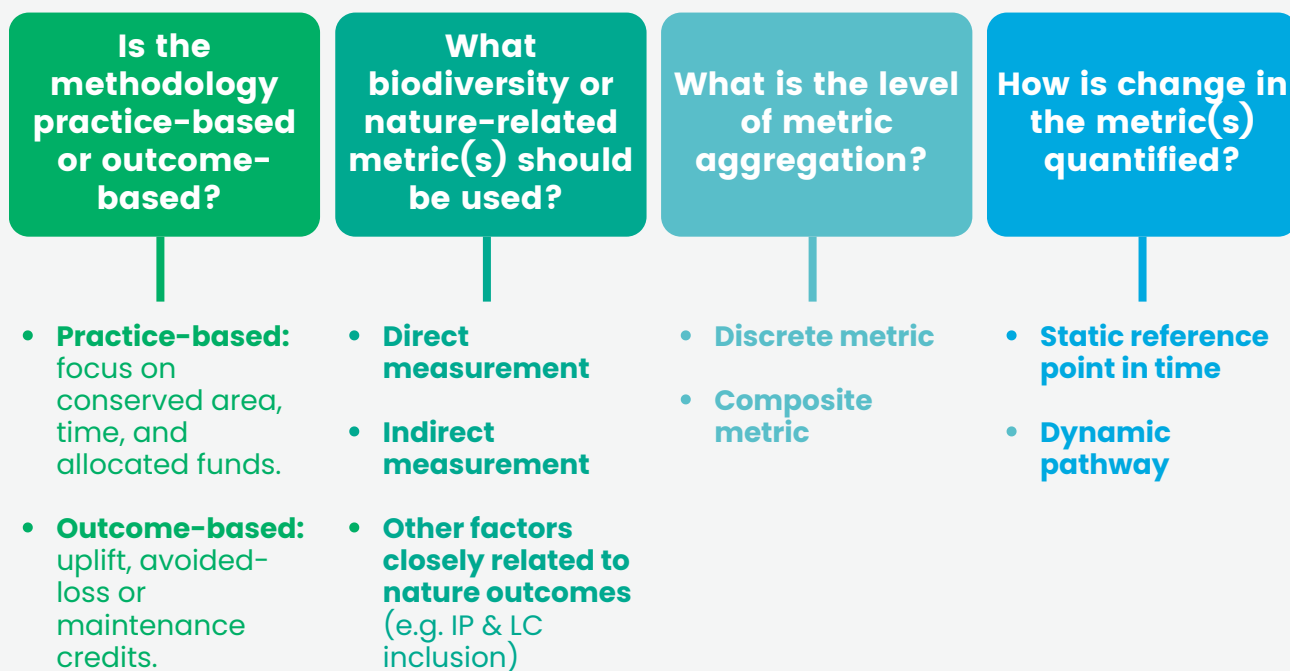 Is the
methodology
practice-based
or outcome-
based?
• Practice-based:
focus on
conserved area,
time, and
allocated funds.
• Outcome-based:
uplift, avoided-
loss or
maintenance
credits.
What
biodiversity or
nature-related
metric(s) should
be used?
• Direct
measurement
• Indirect
measurement
• Other factors
closely related to
nature outcomes
(e.g. IP & LC
inclusion)
What is the level
of metric
aggregation?
• Discrete metric
• Composite
metric
How is change in
the metric(s)
quantified?
• Static reference
point in time
• Dynamic
pathway